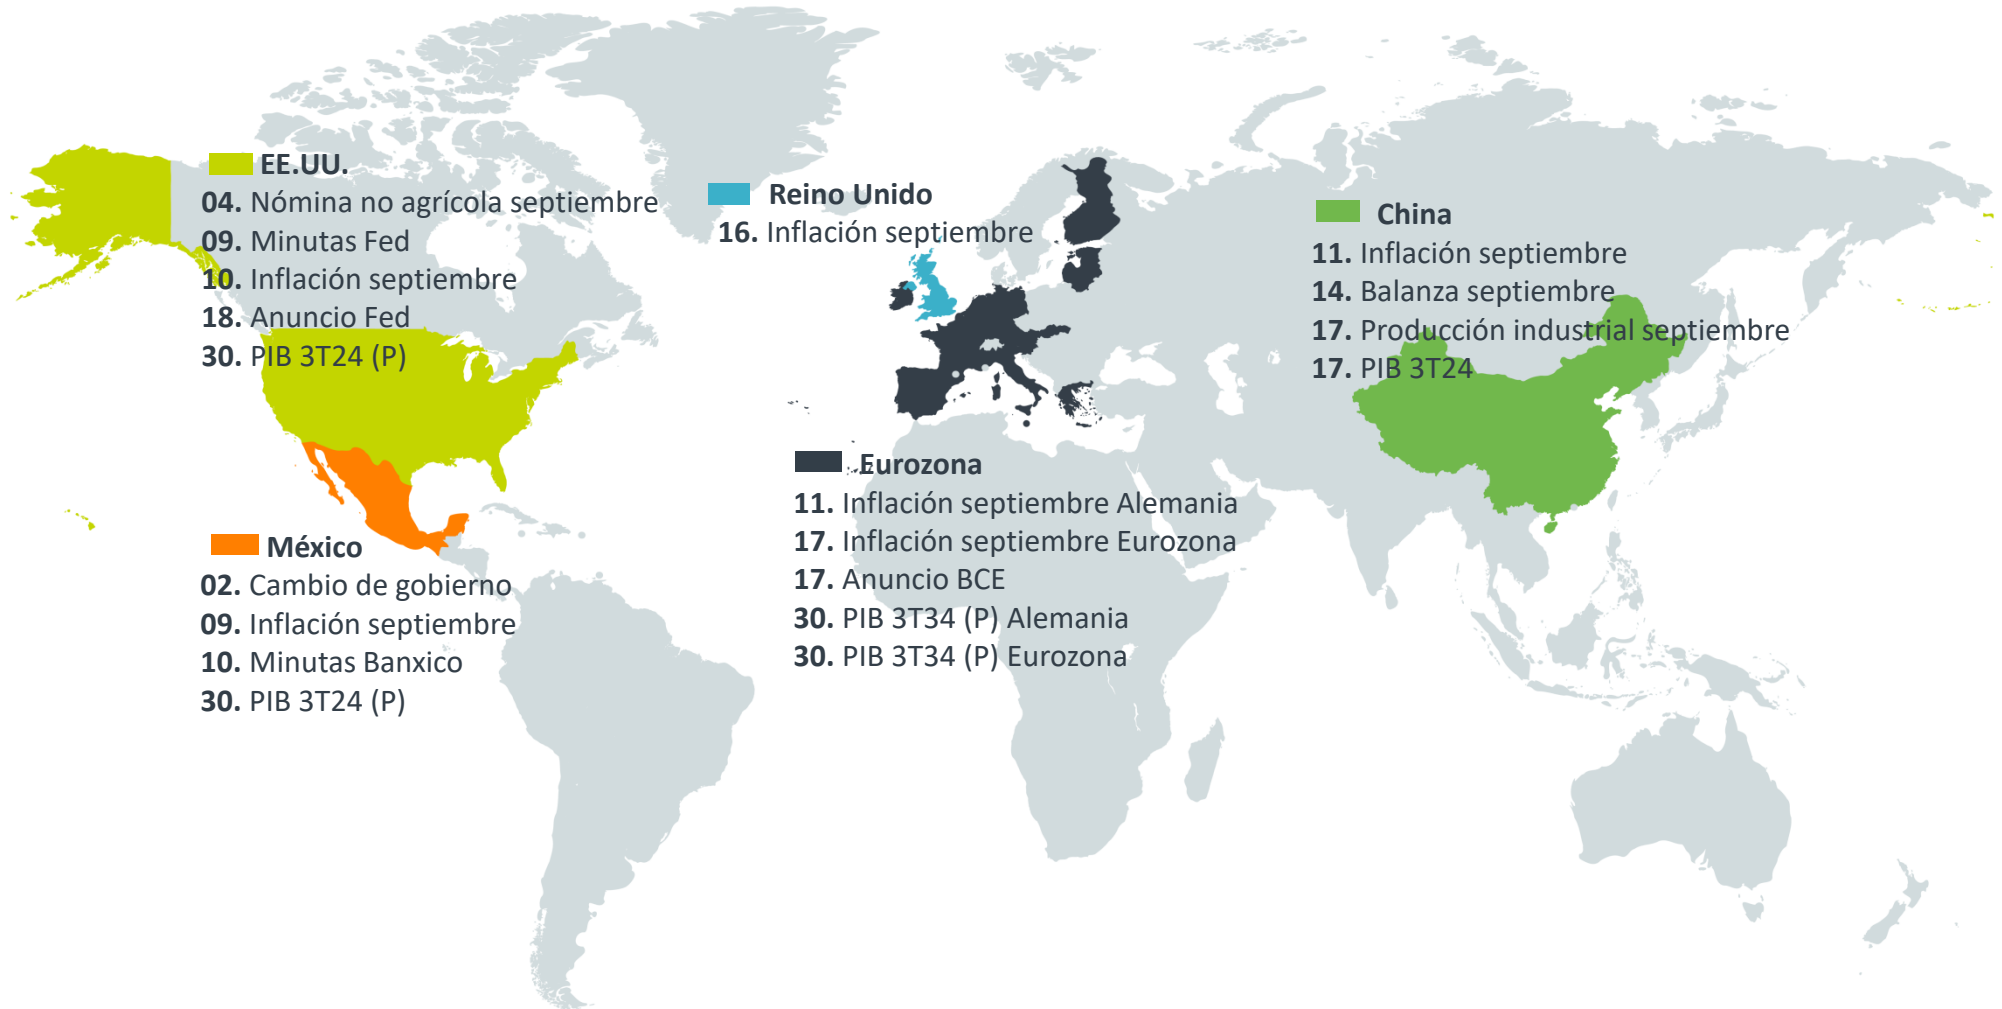 EE.UU.
04. Nómina no agrícola septiembre
09. Minutas Fed
10. Inflación septiembre
18. Anuncio Fed
30. PIB 3T24 (P)
México
02. Cambio de gobierno
09. Inflación septiembre
10. Minutas Banxico
30. PIB 3T24 (P)
Reino Unido
16. Inflación septiembre
Eurozona
11. Inflación septiembre Alemania
17. Inflación septiembre Eurozona
17. Anuncio BCE
30. PIB 3T34 (P) Alemania
30. PIB 3T34 (P) Eurozona
China
11. Inflación septiembre
14. Balanza septiembre
17. Producción industrial septiembre
17. PIB 3T24